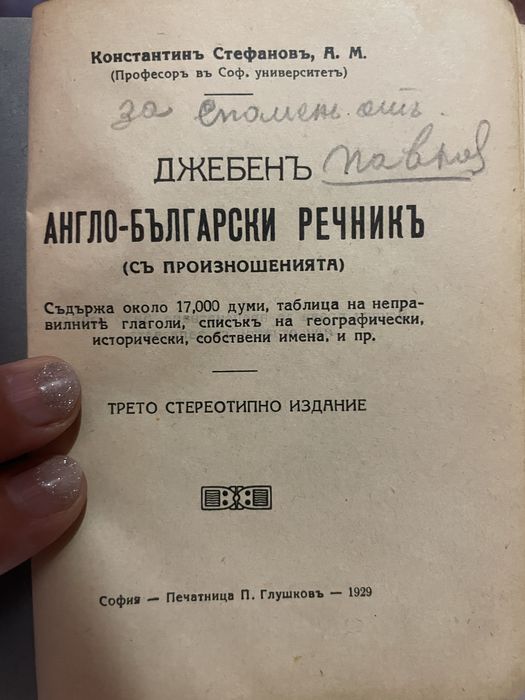 Константинъ Стефановъ, А. М.
(Професоръ въ Соф. университетъ)
за споменъ отъ
ДЖЕБЕНЪ
АНГЛО-БЪЛГАРСКИ РЕЧНИКЪ
(СЪ ПРОИЗНОШЕНИЯТА)
Съдържа около 17,000 думи, таблица на непра-
вилнитѣ глаголи, списъкъ на географически,
исторически, собствени имена, и пр.
ТРЕТО СТЕРЕОТИПНО ИЗДАНИЕ
София — Печатница П. Глушковъ — 1929